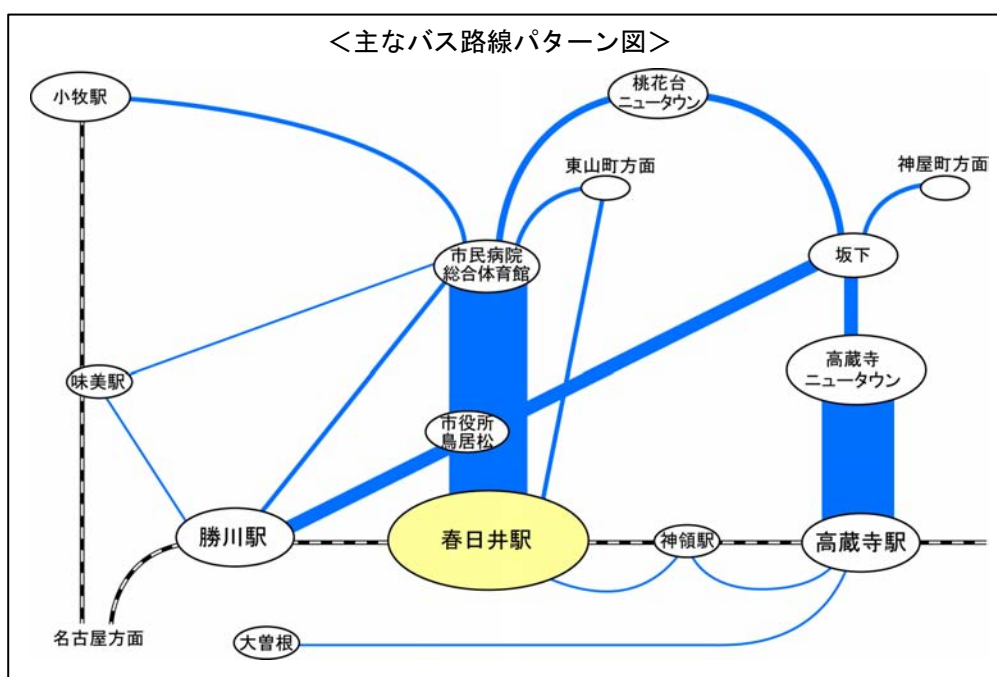 ＜主なバス路線パターン図＞
小牧駅
桃花台
ニュータウン
東山町方面
神屋町方面
市民病院
総合体育館
坂下
味美駅
高蔵寺
ニュータウン
市役所
鳥居松
勝川駅
春日井駅
神領駅
高蔵寺駅
名古屋方面
大曽根